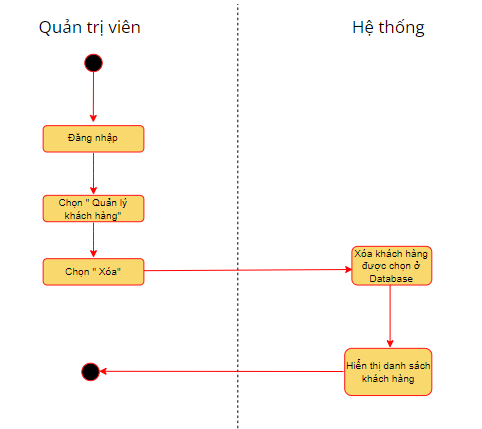 Quản trị viên
Hệ thống
Đăng nhập
Chọn " Quản lý
khách hàng"
Chọn " Xóa"
Xóa khách hàng
được chọn ở
Database
Hiển thị danh sách
khách hàng